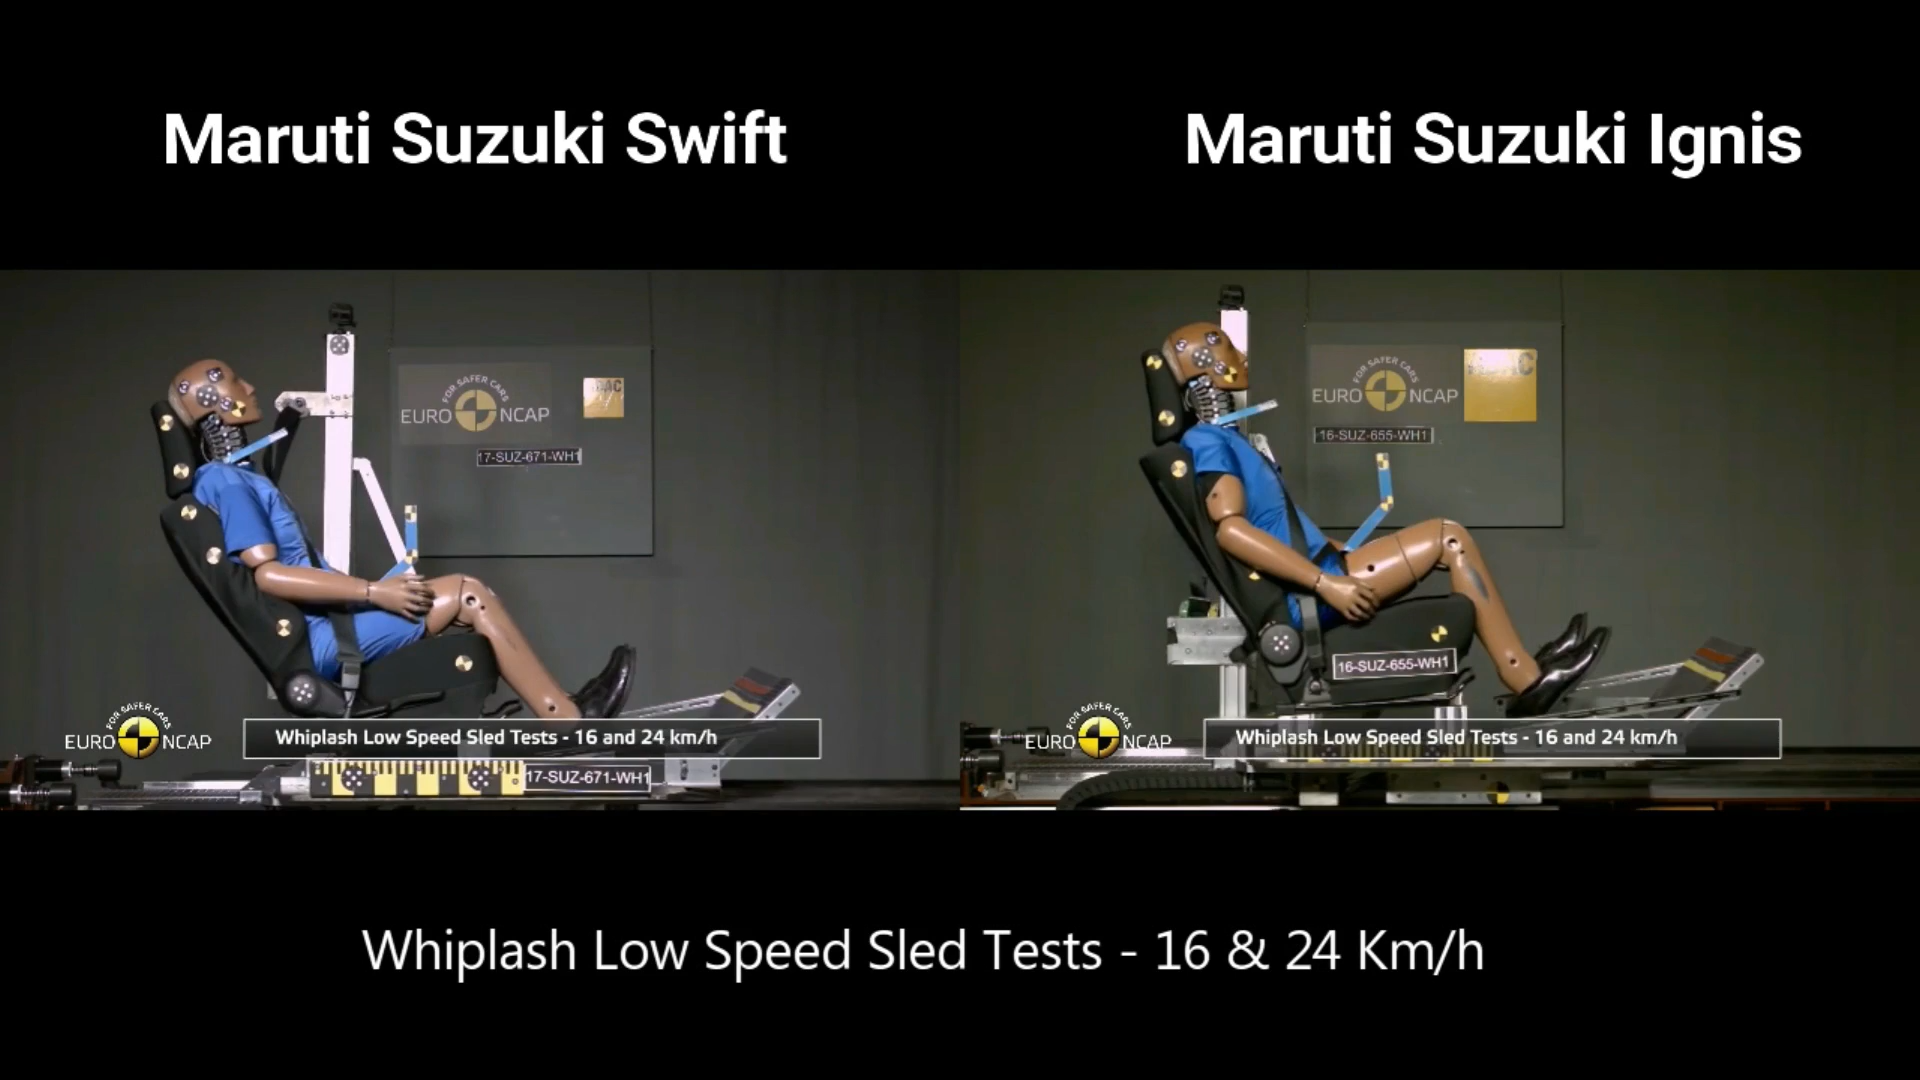 Maruti Suzuki Swift
Maruti Suzuki Ignis
FOR SAFER CARS
EURO NCAP
17-SUZ-671-WH1
FOR SAFER CARS
EURO NCAP
16-SUZ-655-WH1
16-SUZ-655-WH1
FOR SAFER CARS
EURO NCAP
Whiplash Low Speed Sled Tests - 16 and 24 km/h
17-SUZ-671-WH1
FOR SAFER CARS
EURO NCAP
Whiplash Low Speed Sled Tests - 16 and 24 km/h
Whiplash Low Speed Sled Tests - 16 & 24 Km/h